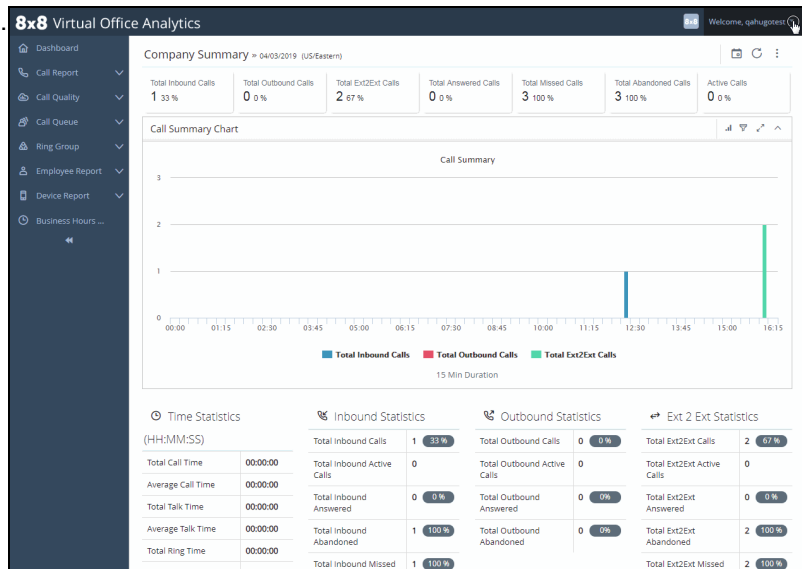 8x8 Virtual Office Analytics
8x8 Welcome, qahugotest
Dashboard
Call Report
Call Quality
Call Queue
Ring Group
Employee Report
Device Report
Business Hours ...
Company Summary » 04/03/2019 (US/Eastern)
Total Inbound Calls Total Outbound Calls Total Ext2Ext Calls Total Answered Calls Total Missed Calls Total Abandoned Calls Active Calls
1 33 % 0 0 % 2 67 % 0 0 % 3 100 % 3 100 % 0 0 %
Call Summary Chart
Call Summary
3
2
1
0
00:00 01:15 02:30 03:45 05:00 06:15 07:30 08:45 10:00 11:15 12:30 13:45 15:00 16:15
Total Inbound Calls Total Outbound Calls Total Ext2Ext Calls
15 Min Duration
Time Statistics
(HH:MM:SS)
Total Call Time 00:00:00
Average Call Time 00:00:00
Total Talk Time 00:00:00
Average Talk Time 00:00:00
Total Ring Time 00:00:00
Inbound Statistics
Total Inbound Calls 1 33 %
Total Inbound Active 0
Calls
Total Inbound 0 0 %
Answered
Total Inbound 1 100 %
Abandoned
Total Inbound Missed 1 100 %
Outbound Statistics
Total Outbound Calls 0 0 %
Total Outbound Active 0
Calls
Total Outbound 0 0 %
Answered
Total Outbound 0 0%
Abandoned
Ext 2 Ext Statistics
Total Ext2Ext Calls 2 67 %
Total Ext2Ext Active 0
Calls
Total Ext2Ext 0 0 %
Answered
Total Ext2Ext 2 100 %
Abandoned
Total Ext2Ext Missed 2 100 %